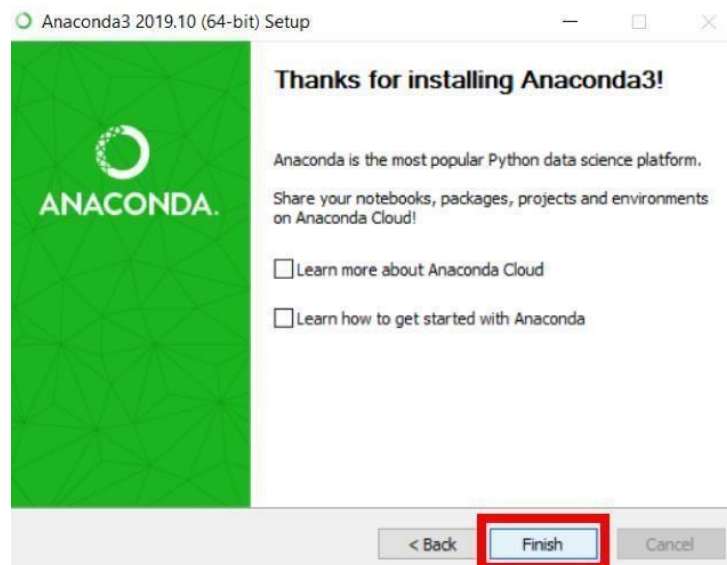 Anaconda3 2019.10 (64-bit) Setup
Thanks for installing Anaconda3!
Anaconda is the most popular Python data science platform.
Share your notebooks, packages, projects and environments
on Anaconda Cloud!
ANACONDA.
Learn more about Anaconda Cloud
Learn how to get started with Anaconda
< Back
Finish
Cancel